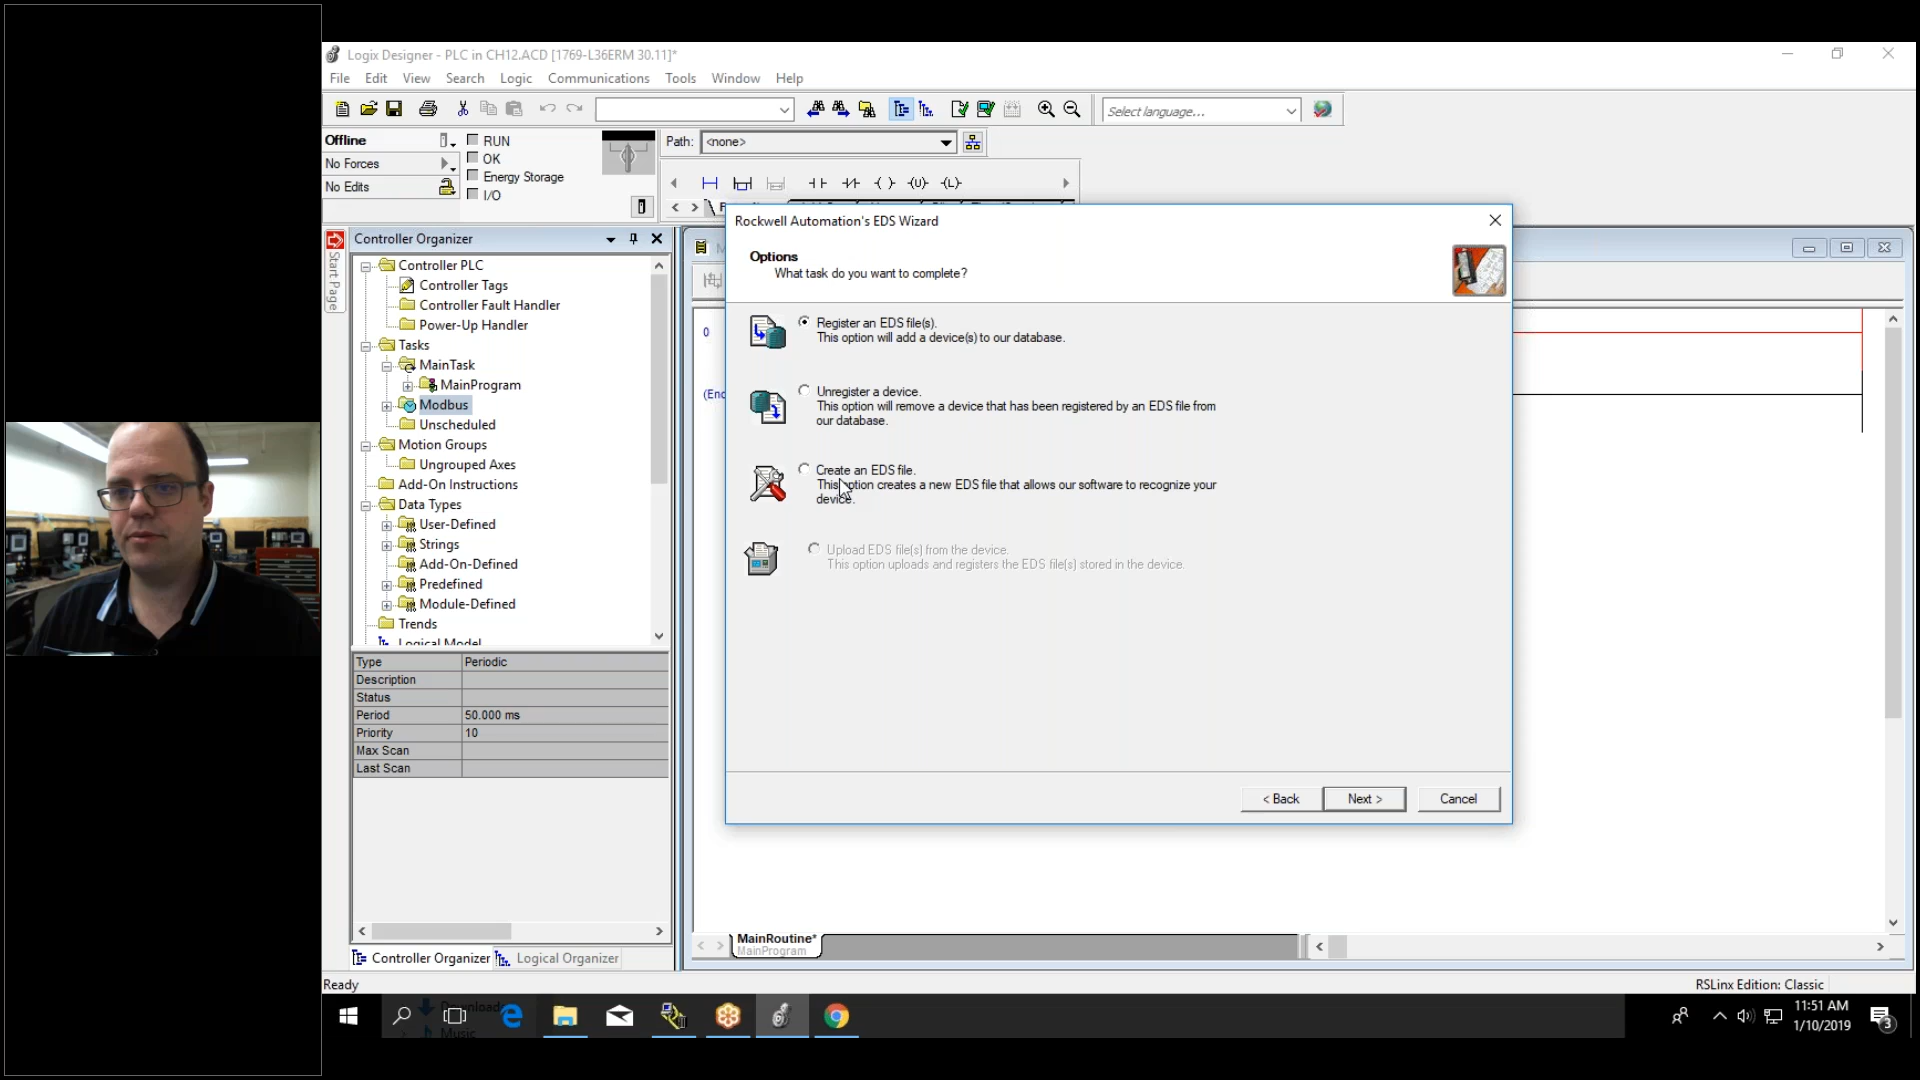 Logix Designer - PLC in CH12.ACD [1769-L36ERM 30.11]*
File Edit View Search Logic Communications Tools Window Help
Select language...
Offline
RUN
No Forces
OK
No Edits
Energy Storage
I/O
Path: <none>
Start Page
Controller Organizer
Controller PLC
Controller Tags
Controller Fault Handler
Power-Up Handler
Tasks
MainTask
MainProgram
Modbus
Unscheduled
Motion Groups
Ungrouped Axes
Add-On Instructions
Data Types
User-Defined
Strings
Add-On-Defined
Predefined
Module-Defined
Trends
Logical Model
Type Periodic
Description
Status
Period 50.000 ms
Priority 10
Max Scan
Last Scan
Controller Organizer Logical Organizer
0
(End
Rockwell Automation's EDS Wizard
Options
What task do you want to complete?
Register an EDS file(s).
This option will add a device(s) to our database.
Unregister a device.
This option will remove a device that has been registered by an EDS file from
our database.
Create an EDS file.
This option creates a new EDS file that allows our software to recognize your
device.
Upload EDS file(s) from the device.
This option uploads and registers the EDS file(s) stored in the device.
< Back Next > Cancel
MainRoutine*
MainProgram
Ready
RSLinx Edition: Classic
Downloads
Music
11:51 AM
1/10/2019
3